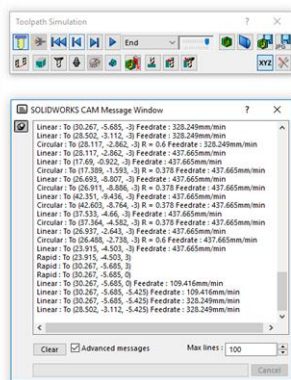 Toolpath Simulation
End
XYZ
SOLIDWORKS CAM Message Window
Linear : To (30.267, -5.685, -3) Feedrate : 328.249mm/min
Linear : To (28.502, -3.112, -3) Feedrate : 328.249mm/min
Circular : To (28.117, -2.862, -3) R = 0.6 Feedrate : 328.249mm/min
Linear : To (28.117, -2.862, -3) Feedrate : 437.665mm/min
Linear : To (17.69, -0.922, -3) Feedrate : 437.665mm/min
Circular : To (17.389, -1.593, -3) R = 0.378 Feedrate : 437.665mm/min
Linear : To (26.693, -8.807, -3) Feedrate : 437.665mm/min
Circular : To (26.911, -8.886, -3) R = 0.378 Feedrate : 437.665mm/min
Linear : To (42.351, -9.436, -3) Feedrate : 437.665mm/min
Circular : To (42.603, -8.764, -3) R = 0.378 Feedrate : 437.665mm/min
Linear : To (37.533, -4.66, -3) Feedrate : 437.665mm/min
Circular : To (37.364, -4.582, -3) R = 0.378 Feedrate : 437.665mm/min
Linear : To (26.937, -2.643, -3) Feedrate : 437.665mm/min
Circular : To (26.488, -2.738, -3) R = 0.6 Feedrate : 437.665mm/min
Linear : To (23.915, -4.503, -3) Feedrate : 437.665mm/min
Rapid : To (23.915, -4.503, 3)
Rapid : To (30.267, -5.685, 3)
Rapid : To (30.267, -5.685, 0)
Linear : To (30.267, -5.685, 0) Feedrate : 109.416mm/min
Linear : To (30.267, -5.685, -5.425) Feedrate : 109.416mm/min
Linear : To (30.267, -5.685, -5.425) Feedrate : 328.249mm/min
Linear : To (28.502, -3.112, -5.425) Feedrate : 328.249mm/min
Clear Advanced messages Max lines : 100
Cancel